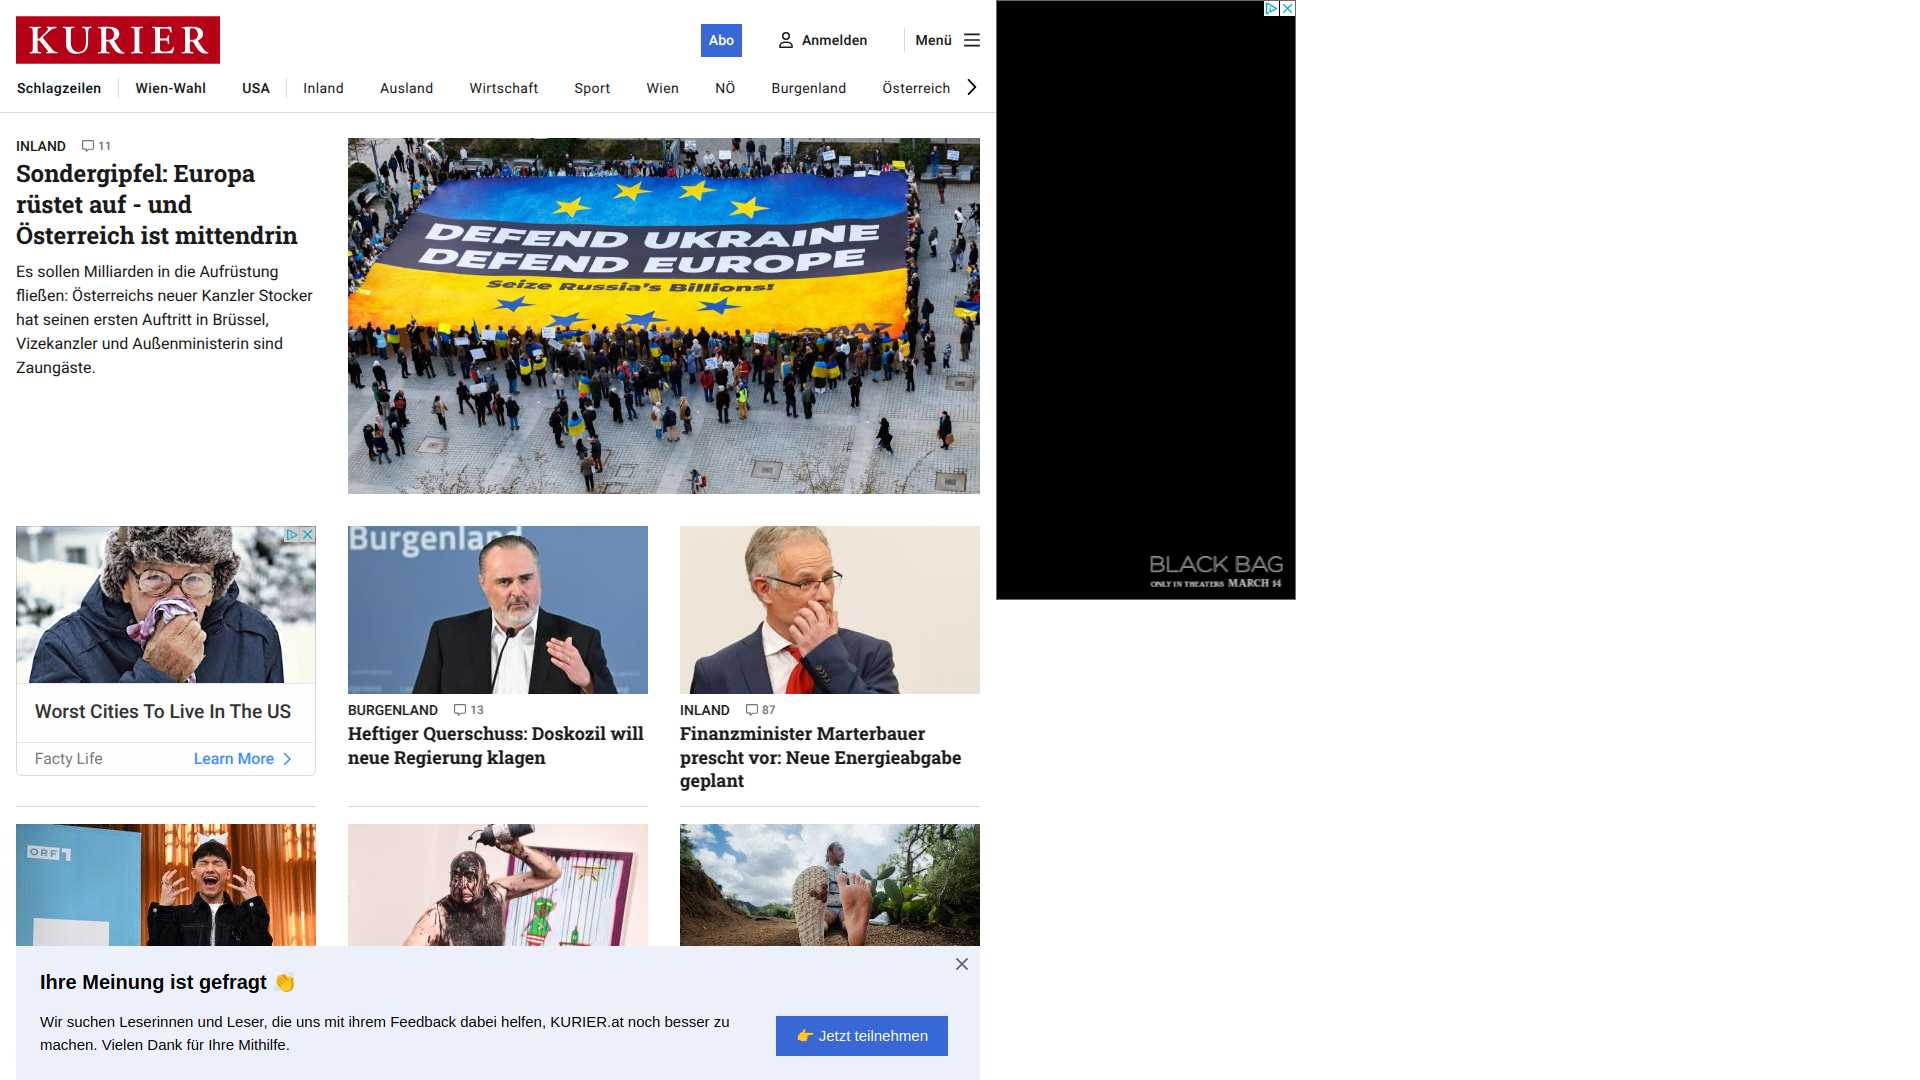 KURIER
Abo
Anmelden
Menü
Schlagzeilen
Wien-Wahl
USA
Inland
Ausland
Wirtschaft
Sport
Wien
NÖ
Burgenland
Österreich
INLAND 11
Sondergipfel: Europa
rüstet auf - und
Österreich ist mittendrin
Es sollen Milliarden in die Aufrüstung
fließen: Österreichs neuer Kanzler Stocker
hat seinen ersten Auftritt in Brüssel,
Vizekanzler und Außenministerin sind
Zaungäste.
DEFEND UKRAINE
DEFEND EUROPE
Seize Russia's Billions!
AVAAZ
BLACK BAG
ONLY IN THEATERS MARCH 14
Worst Cities To Live In The US
Facty Life
Learn More
Burgenland
BURGENLAND 13
Heftiger Querschuss: Doskozil will
neue Regierung klagen
INLAND 87
Finanzminister Marterbauer
prescht vor: Neue Energieabgabe
geplant
ORF 1
Ihre Meinung ist gefragt 👏
Wir suchen Leserinnen und Leser, die uns mit ihrem Feedback dabei helfen, KURIER.at noch besser zu
machen. Vielen Dank für Ihre Mithilfe.
👉 Jetzt teilnehmen